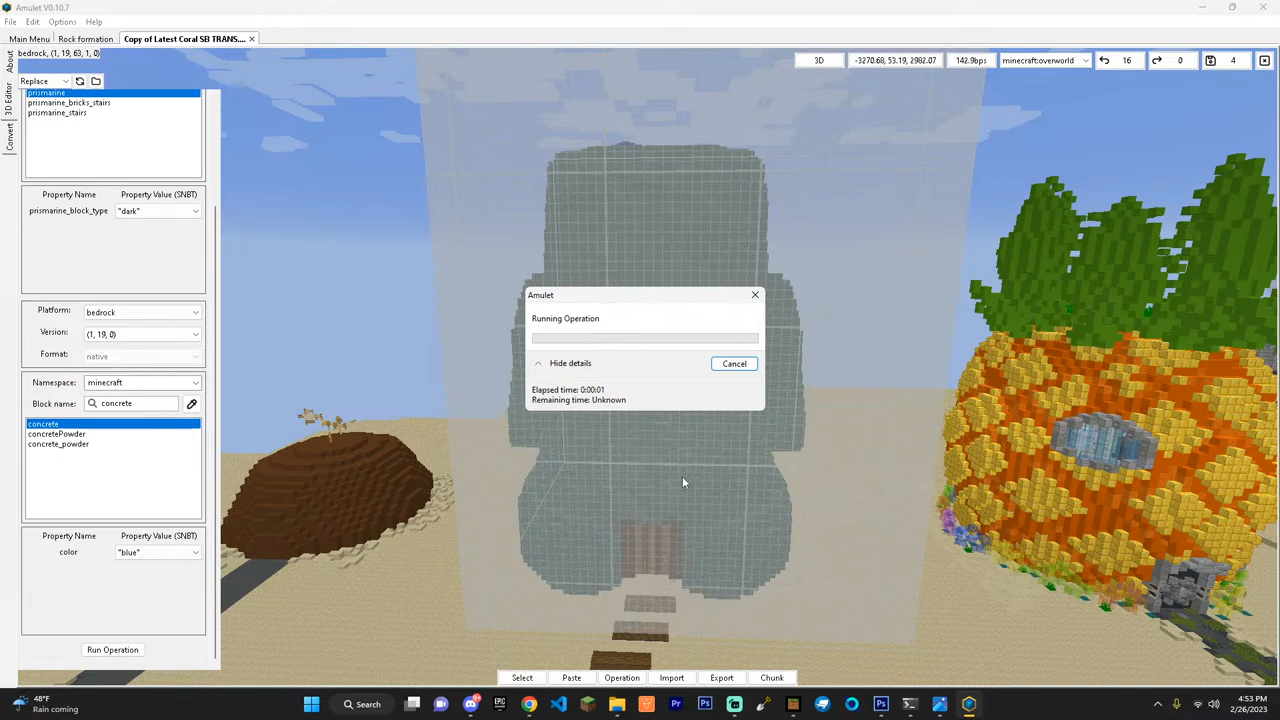 Amulet V0.10.7
File Edit Options Help
Main Menu Rock formation Copy of Latest Coral SB TRANS....
bedrock, (1, 19, 63, 1, 0)
About
3D Editor
Convert
Replace
3D -3270.68, 53.19, 2982.07 142.9bps minecraft:overworld 16 0 4
prismarine
prismarine_bricks_stairs
prismarine_stairs
Property Name Property Value (SNBT)
prismarine_block_type "dark"
Platform: bedrock
Version: (1, 19, 0)
Format: native
Namespace: minecraft
Block name: concrete
concrete
concretePowder
concrete_powder
Property Name Property Value (SNBT)
color "blue"
Run Operation
Amulet
Running Operation
Hide details Cancel
Elapsed time: 0:00:01
Remaining time: Unknown
Select Paste Operation Import Export Chunk
48°F
Rain coming
Search
4:53 PM
2/26/2023